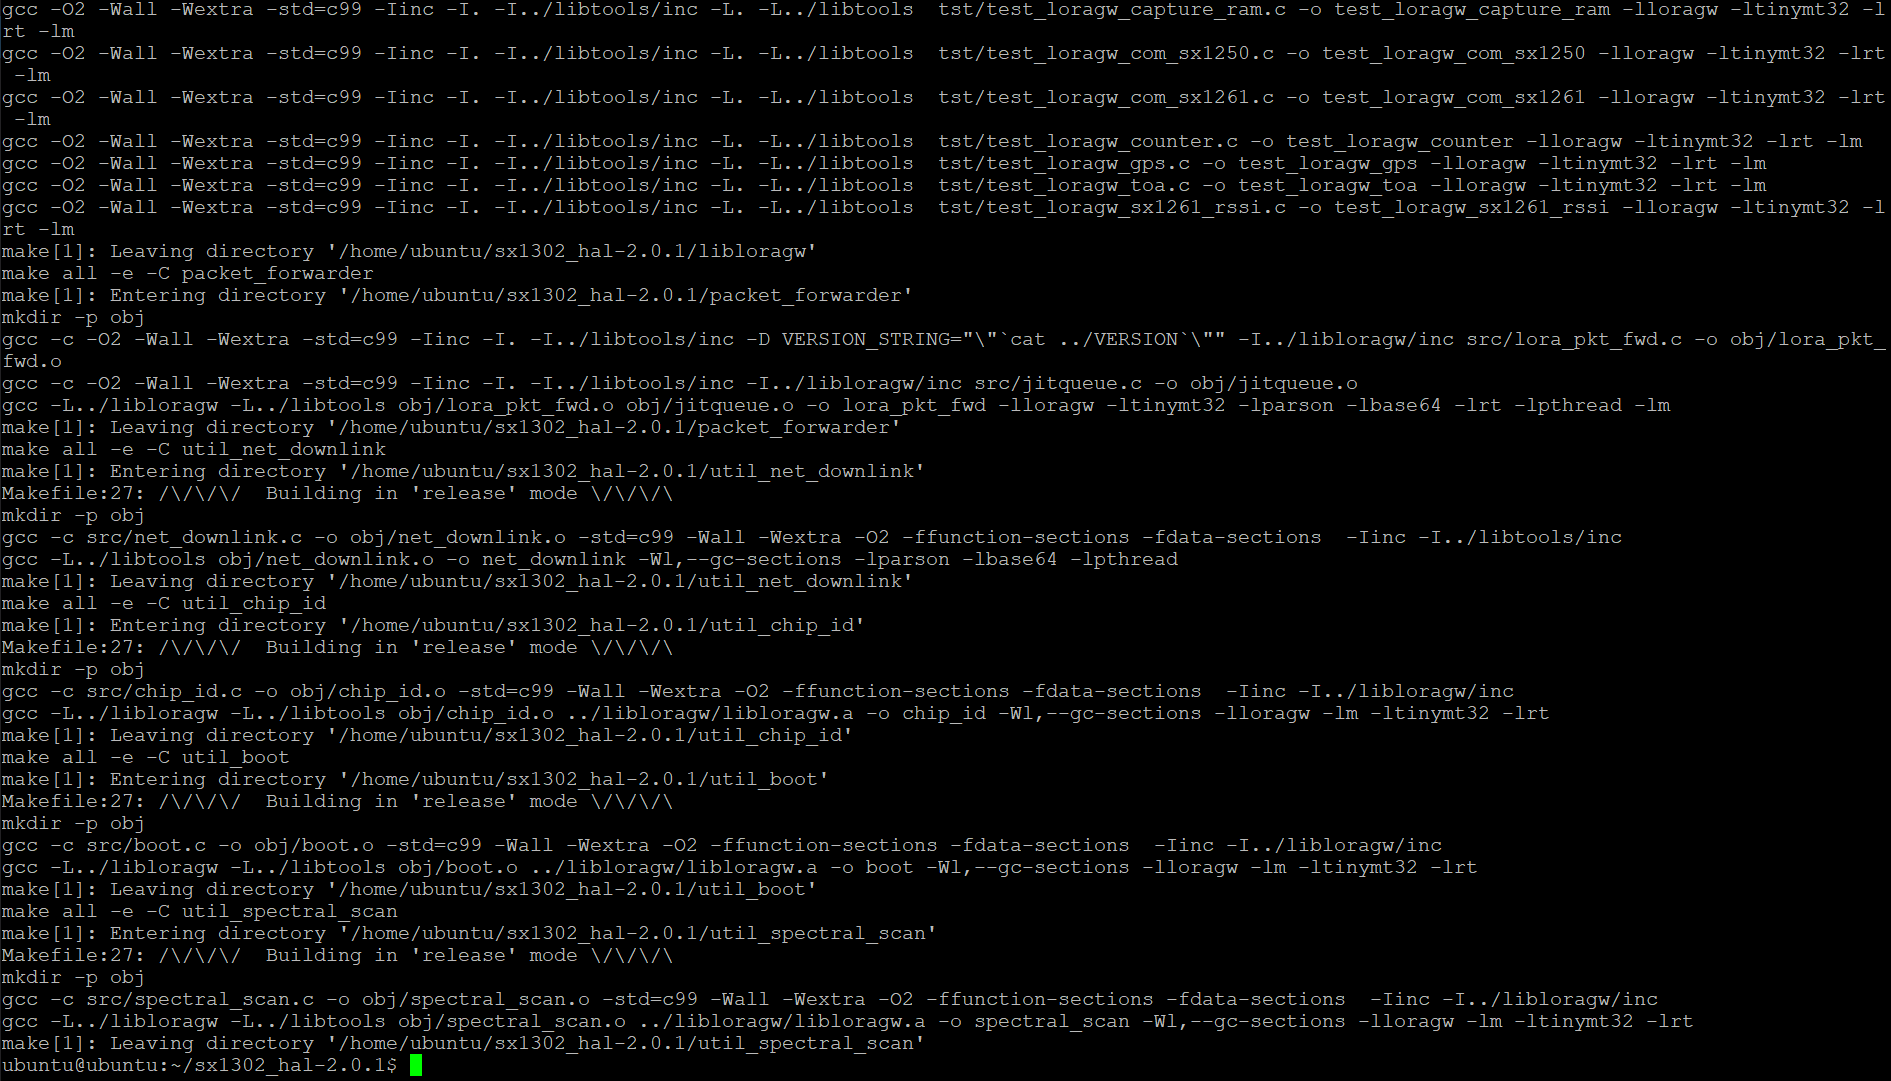 gcc -O2 -Wall -Wextra -std=c99 -Iinc -I. -I../libtools/inc -L. -L../libtools  tst/test_loragw_capture_ram.c -o test_loragw_capture_ram -lloragw -ltinymt32 -l
rt -lm
gcc -O2 -Wall -Wextra -std=c99 -Iinc -I. -I../libtools/inc -L. -L../libtools  tst/test_loragw_com_sx1250.c -o test_loragw_com_sx1250 -lloragw -ltinymt32 -lrt
 -lm
gcc -O2 -Wall -Wextra -std=c99 -Iinc -I. -I../libtools/inc -L. -L../libtools  tst/test_loragw_com_sx1261.c -o test_loragw_com_sx1261 -lloragw -ltinymt32 -lrt
 -lm
gcc -O2 -Wall -Wextra -std=c99 -Iinc -I. -I../libtools/inc -L. -L../libtools  tst/test_loragw_counter.c -o test_loragw_counter -lloragw -ltinymt32 -lrt -lm
gcc -O2 -Wall -Wextra -std=c99 -Iinc -I. -I../libtools/inc -L. -L../libtools  tst/test_loragw_gps.c -o test_loragw_gps -lloragw -ltinymt32 -lrt -lm
gcc -O2 -Wall -Wextra -std=c99 -Iinc -I. -I../libtools/inc -L. -L../libtools  tst/test_loragw_toa.c -o test_loragw_toa -lloragw -ltinymt32 -lrt -lm
gcc -O2 -Wall -Wextra -std=c99 -Iinc -I. -I../libtools/inc -L. -L../libtools  tst/test_loragw_sx1261_rssi.c -o test_loragw_sx1261_rssi -lloragw -ltinymt32 -l
rt -lm
make[1]: Leaving directory '/home/ubuntu/sx1302_hal-2.0.1/libloragw'
make all -e -C packet_forwarder
make[1]: Entering directory '/home/ubuntu/sx1302_hal-2.0.1/packet_forwarder'
mkdir -p obj
gcc -c -O2 -Wall -Wextra -std=c99 -Iinc -I. -I../libtools/inc -D VERSION_STRING="\"`cat ../VERSION`\"" -I../libloragw/inc src/lora_pkt_fwd.c -o obj/lora_pkt_
fwd.o
gcc -c -O2 -Wall -Wextra -std=c99 -Iinc -I. -I../libtools/inc -I../libloragw/inc src/jitqueue.c -o obj/jitqueue.o
gcc -L../libloragw -L../libtools obj/lora_pkt_fwd.o obj/jitqueue.o -o lora_pkt_fwd -lloragw -ltinymt32 -lparson -lbase64 -lrt -lpthread -lm
make[1]: Leaving directory '/home/ubuntu/sx1302_hal-2.0.1/packet_forwarder'
make all -e -C util_net_downlink
make[1]: Entering directory '/home/ubuntu/sx1302_hal-2.0.1/util_net_downlink'
Makefile:27: /\/\/\/  Building in 'release' mode \/\/\/\
mkdir -p obj
gcc -c src/net_downlink.c -o obj/net_downlink.o -std=c99 -Wall -Wextra -O2 -ffunction-sections -fdata-sections  -Iinc -I../libtools/inc
gcc -L../libtools obj/net_downlink.o -o net_downlink -Wl,--gc-sections -lparson -lbase64 -lpthread
make[1]: Leaving directory '/home/ubuntu/sx1302_hal-2.0.1/util_net_downlink'
make all -e -C util_chip_id
make[1]: Entering directory '/home/ubuntu/sx1302_hal-2.0.1/util_chip_id'
Makefile:27: /\/\/\/  Building in 'release' mode \/\/\/\
mkdir -p obj
gcc -c src/chip_id.c -o obj/chip_id.o -std=c99 -Wall -Wextra -O2 -ffunction-sections -fdata-sections  -Iinc -I../libloragw/inc
gcc -L../libloragw -L../libtools obj/chip_id.o ../libloragw/libloragw.a -o chip_id -Wl,--gc-sections -lloragw -lm -ltinymt32 -lrt
make[1]: Leaving directory '/home/ubuntu/sx1302_hal-2.0.1/util_chip_id'
make all -e -C util_boot
make[1]: Entering directory '/home/ubuntu/sx1302_hal-2.0.1/util_boot'
Makefile:27: /\/\/\/  Building in 'release' mode \/\/\/\
mkdir -p obj
gcc -c src/boot.c -o obj/boot.o -std=c99 -Wall -Wextra -O2 -ffunction-sections -fdata-sections  -Iinc -I../libloragw/inc
gcc -L../libloragw -L../libtools obj/boot.o ../libloragw/libloragw.a -o boot -Wl,--gc-sections -lloragw -lm -ltinymt32 -lrt
make[1]: Leaving directory '/home/ubuntu/sx1302_hal-2.0.1/util_boot'
make all -e -C util_spectral_scan
make[1]: Entering directory '/home/ubuntu/sx1302_hal-2.0.1/util_spectral_scan'
Makefile:27: /\/\/\/  Building in 'release' mode \/\/\/\
mkdir -p obj
gcc -c src/spectral_scan.c -o obj/spectral_scan.o -std=c99 -Wall -Wextra -O2 -ffunction-sections -fdata-sections  -Iinc -I../libloragw/inc
gcc -L../libloragw -L../libtools obj/spectral_scan.o ../libloragw/libloragw.a -o spectral_scan -Wl,--gc-sections -lloragw -lm -ltinymt32 -lrt
make[1]: Leaving directory '/home/ubuntu/sx1302_hal-2.0.1/util_spectral_scan'
ubuntu@ubuntu:~/sx1302_hal-2.0.1$